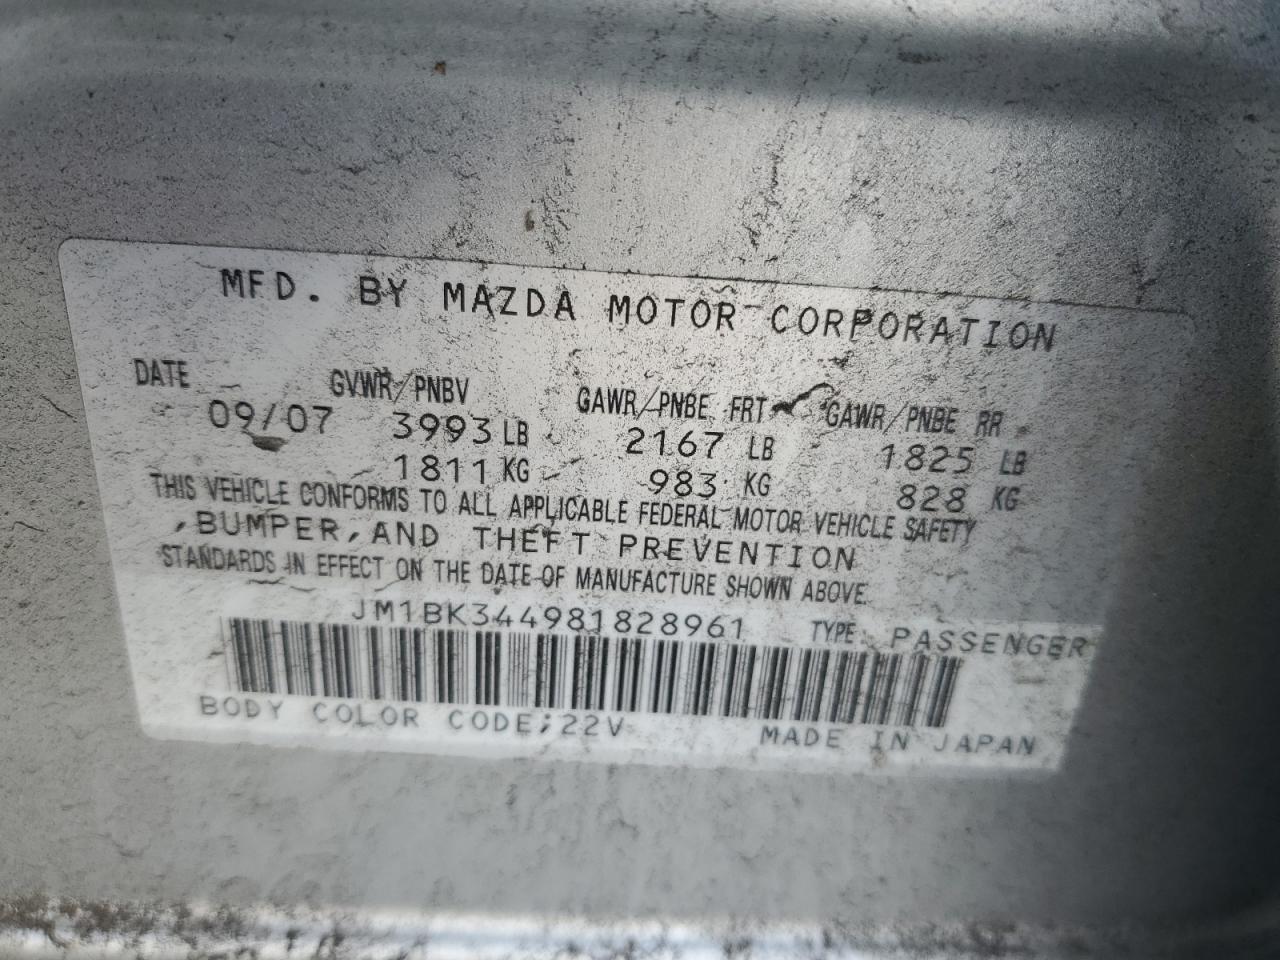 MFD. BY MAZDA MOTOR CORPORATION
DATE GVWR/PNBV GAWR/PNBE FRT GAWR/PNBE RR
09/07 3993 LB 2167 LB 1825 LB
1811 KG 983 KG 828 KG
THIS VEHICLE CONFORMS TO ALL APPLICABLE FEDERAL MOTOR VEHICLE SAFETY
,BUMPER,AND THEFT PREVENTION
STANDARDS IN EFFECT ON THE DATE OF MANUFACTURE SHOWN ABOVE.
JM1BK344981828961 TYPE: PASSENGER
BODY COLOR CODE;22V MADE IN JAPAN